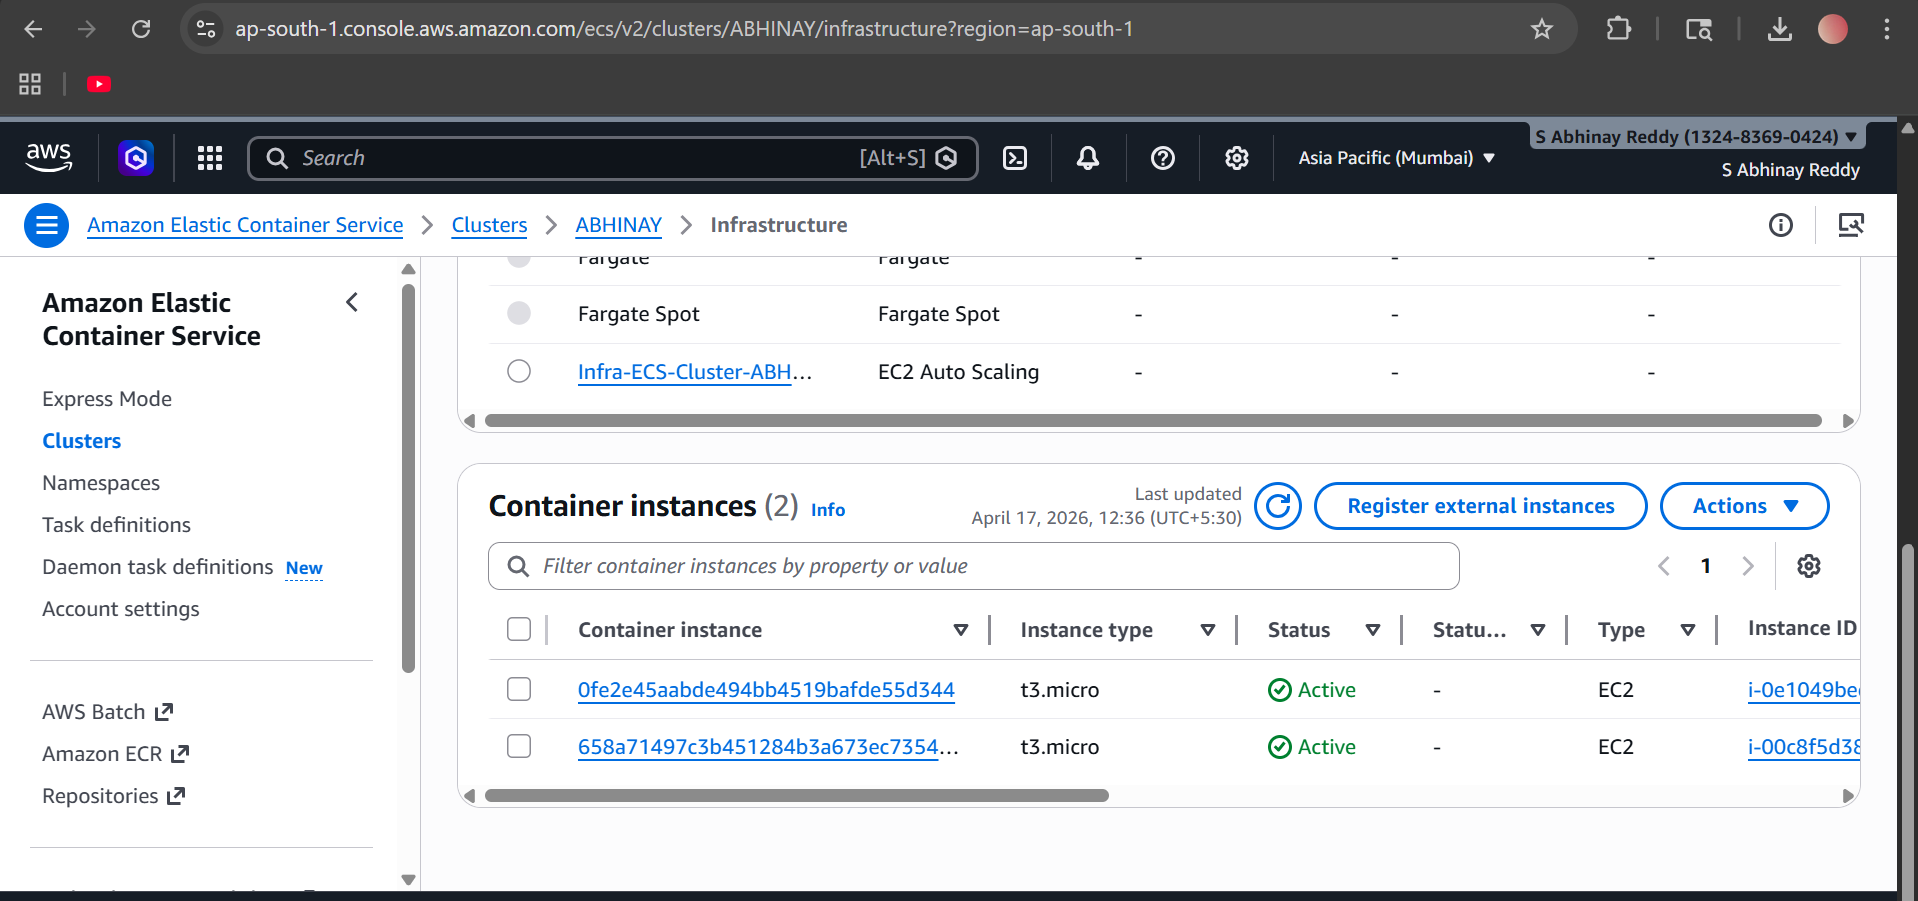 ap-south-1.console.aws.amazon.com/ecs/v2/clusters/ABHINAY/infrastructure?region=ap-south-1
aws
Search
[Alt+S]
Asia Pacific (Mumbai)
S Abhinay Reddy (1324-8369-0424)
S Abhinay Reddy
Amazon Elastic Container Service
Clusters
ABHINAY
Infrastructure
Amazon Elastic
Container Service
Express Mode
Clusters
Namespaces
Task definitions
Daemon task definitions New
Account settings
AWS Batch
Amazon ECR
Repositories
Fargate Fargate - - -
Fargate Spot Fargate Spot - - -
Infra-ECS-Cluster-ABH... EC2 Auto Scaling - - -
Container instances (2) Info
Last updated
April 17, 2026, 12:36 (UTC+5:30)
Register external instances
Actions
Filter container instances by property or value
1
Container instance Instance type Status Statu... Type Instance ID
0fe2e45aabde494bb4519bafde55d344 t3.micro Active - EC2 i-0e1049be
658a71497c3b451284b3a673ec7354... t3.micro Active - EC2 i-00c8f5d38